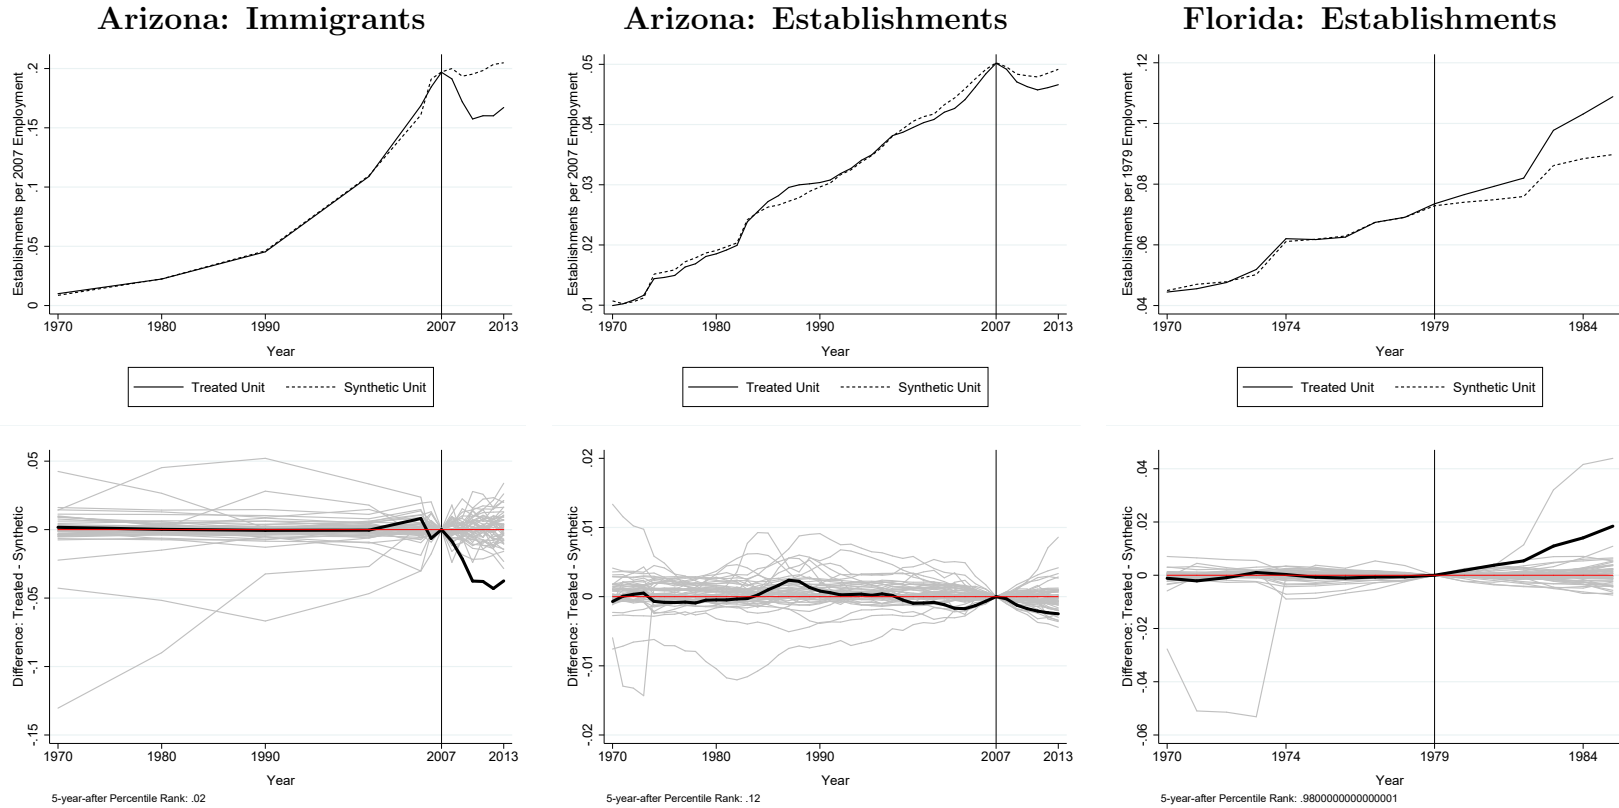 Arizona: Immigrants
Establishments per 2007 Employment
.2
.15
.1
.05
0
1970 1980 1990 2007 2013
Year
Treated Unit Synthetic Unit
Arizona: Establishments
Establishments per 2007 Employment
.05
.04
.03
.02
.01
1970 1980 1990 2007 2013
Year
Treated Unit Synthetic Unit
Florida: Establishments
Establishments per 1979 Employment
.12
.1
.08
.06
.04
1970 1974 1979 1984
Year
Treated Unit Synthetic Unit
Difference: Treated - Synthetic
.05
0
-.05
-.1
-.15
1970 1980 1990 2007 2013
Year
5-year-after Percentile Rank: .02
Difference: Treated - Synthetic
.02
.01
0
-.01
-.02
1970 1980 1990 2007 2013
Year
5-year-after Percentile Rank: .12
Difference: Treated - Synthetic
.04
.02
0
-.02
-.04
-.06
1970 1974 1979 1984
Year
5-year-after Percentile Rank: .9800000000000001